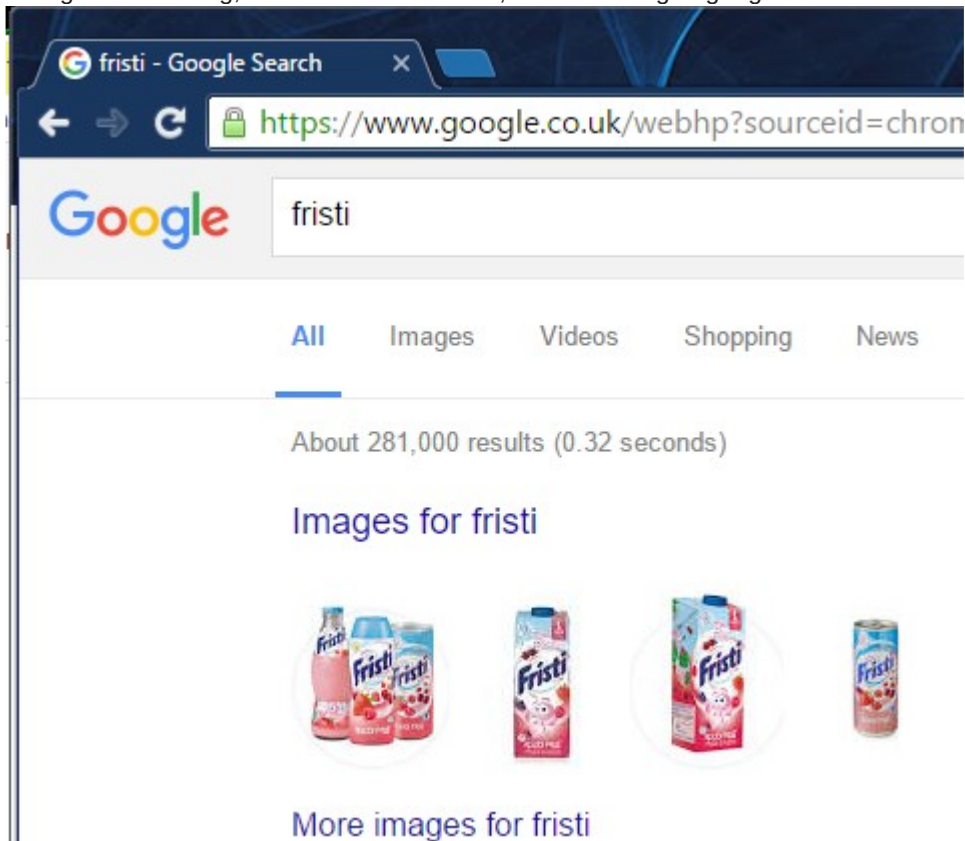 fristi - Google Search
https://www.google.co.uk/webhp?sourceid=chrom
Google
fristi
All Images Videos Shopping News
About 281,000 results (0.32 seconds)
Images for fristi
Fristi Fristi Fristi Fristi Fristi Fristi
More images for fristi